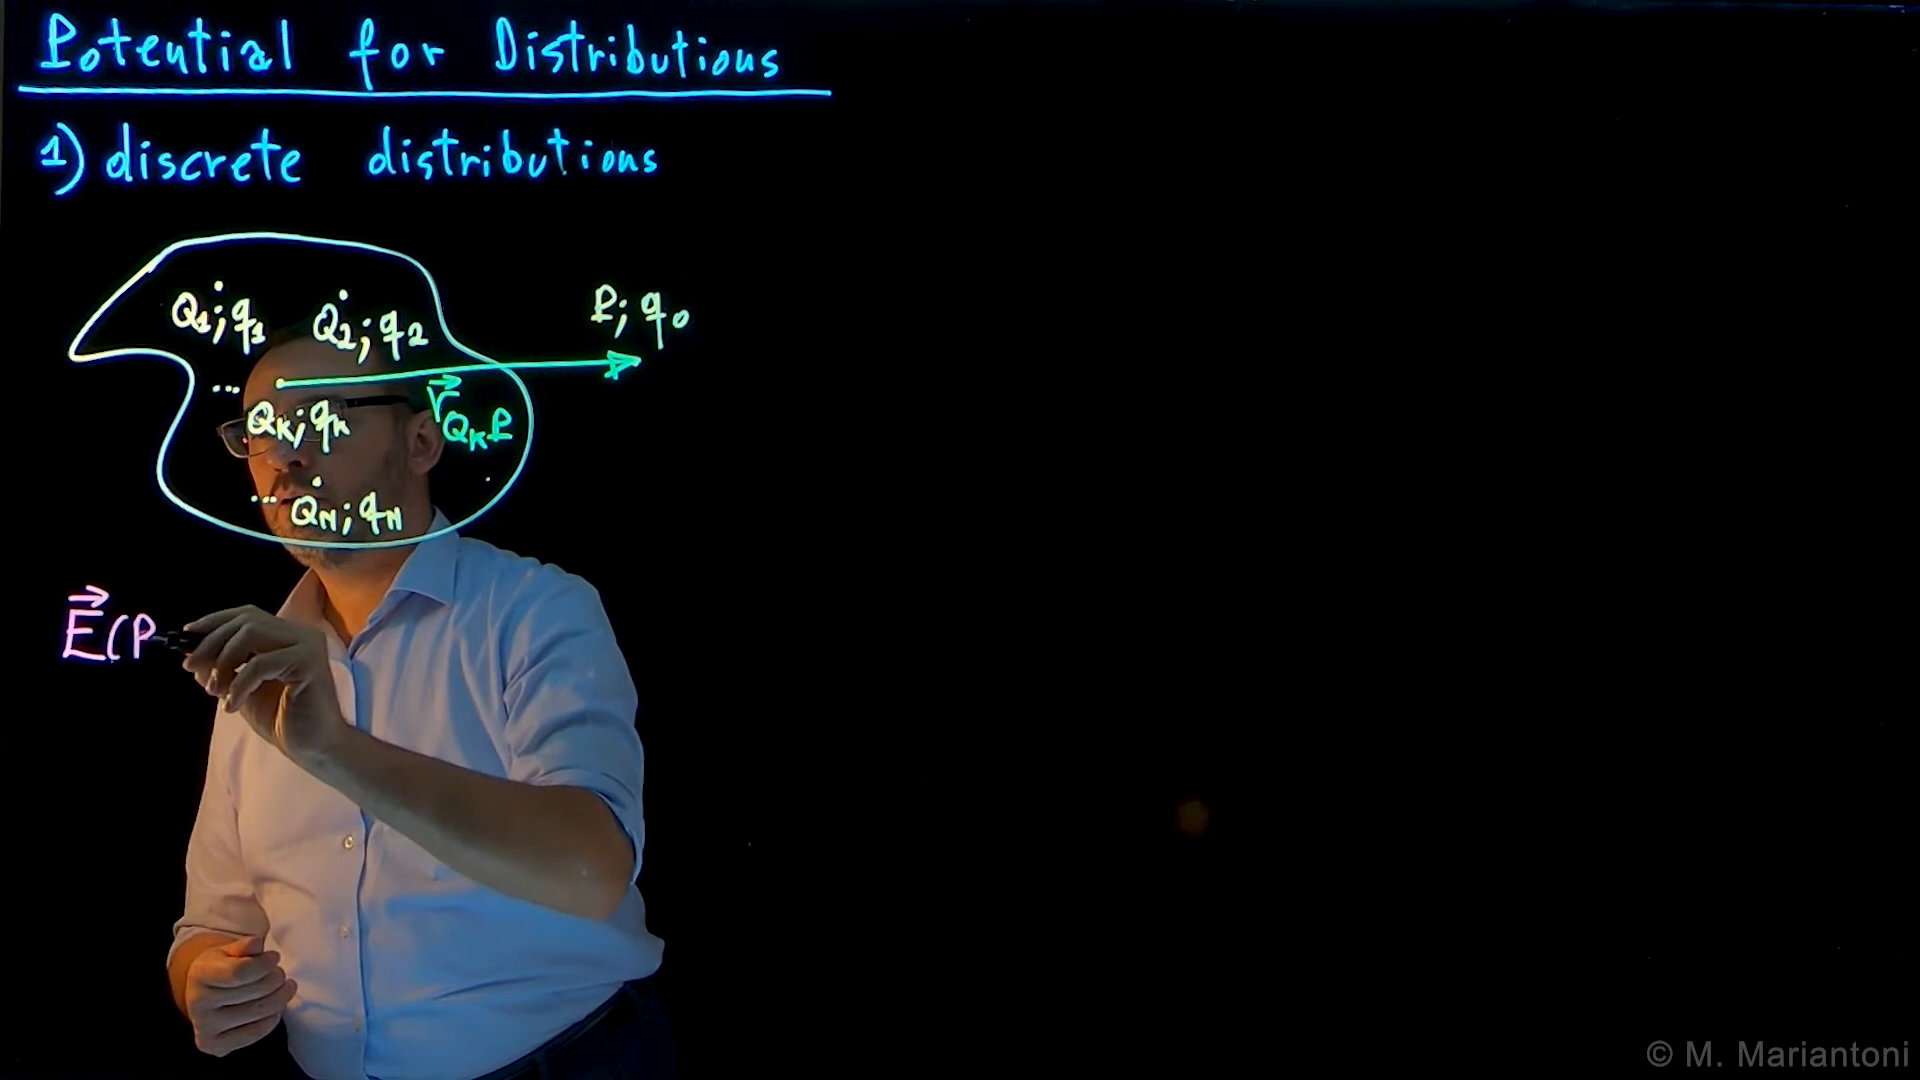 Potential for Distributions
1) discrete distributions
Q1; q1 Q2; q2
P; q0
... QK; qK
r⃗QKP
... QN; qN
E⃗(P
© M. Mariantoni